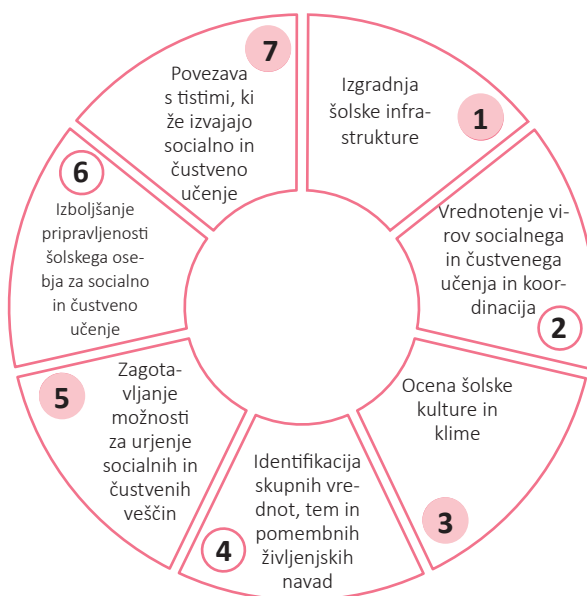 1
Izgradnja
šolske infra-
strukture
Vrednotenje vi-
rov socialnega
in čustvenega
učenja in koor-
dinacija
2
Ocena šolske
kulture in
klime
3
Identifikacija
skupnih vre-
dnot, tem in
pomembnih
življenjskih
navad
4
Zagota-
vljanje
možnosti
za urjenje
socialnih in
čustvenih
veščin
5
6
Izboljšanje
pripravljenosti
šolskega ose-
bja za socialno
in čustveno
učenje
7
Povezava
s tistimi, ki
že izvajajo
socialno in
čustveno
učenje